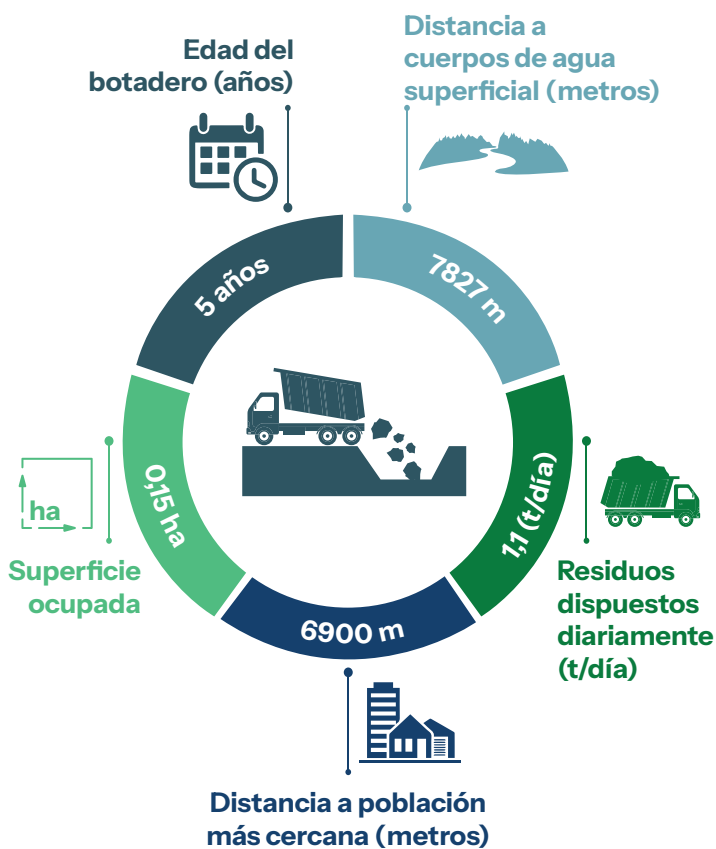 Edad del
botadero (años)
Distancia a
cuerpos de agua
superficial (metros)
5 años
7827 m
0,15 ha
1,1 (t/día)
6900 m
ha
Superficie
ocupada
Residuos
dispuestos
diariamente
(t/día)
Distancia a población
más cercana (metros)